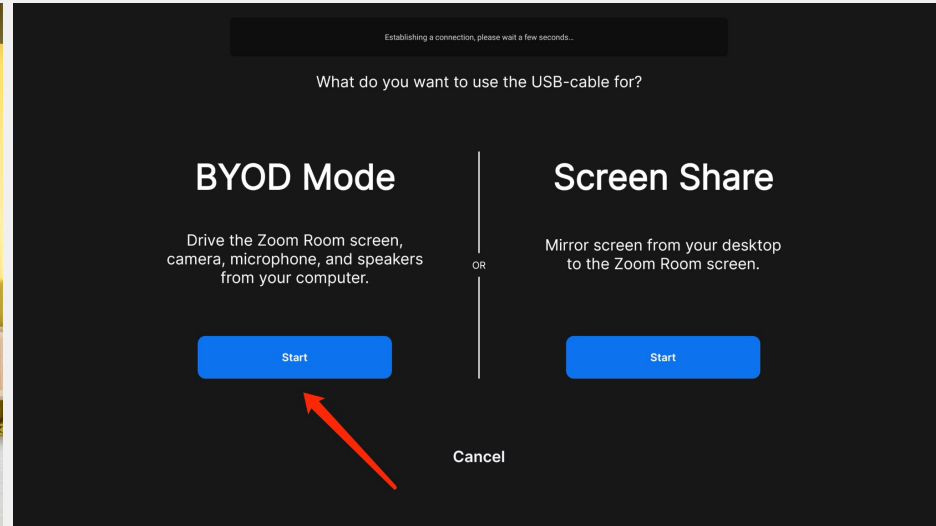 Establishing a connection, please wait a few seconds...
What do you want to use the USB-cable for?
BYOD Mode
Drive the Zoom Room screen,
camera, microphone, and speakers
from your computer.
Start
OR
Screen Share
Mirror screen from your desktop
to the Zoom Room screen.
Start
Cancel